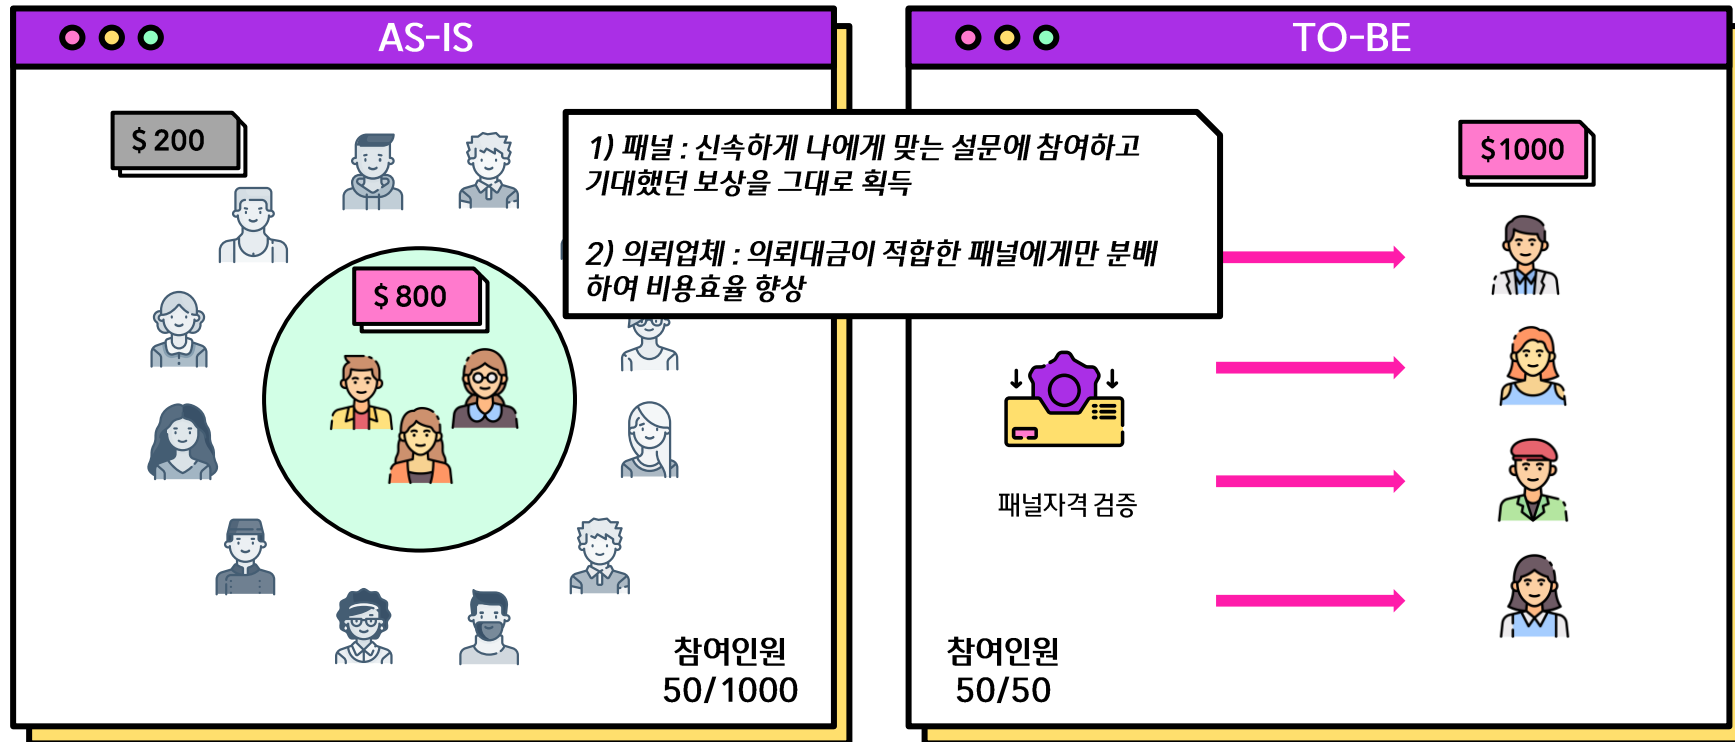 AS-IS
$ 200
$ 800
참여인원
50/1000
1) 패널 : 신속하게 나에게 맞는 설문에 참여하고
기대했던 보상을 그대로 획득
2) 의뢰업체 : 의뢰대금이 적합한 패널에게만 분배
하여 비용효율 향상
TO-BE
$1000
패널자격 검증
참여인원
50/50